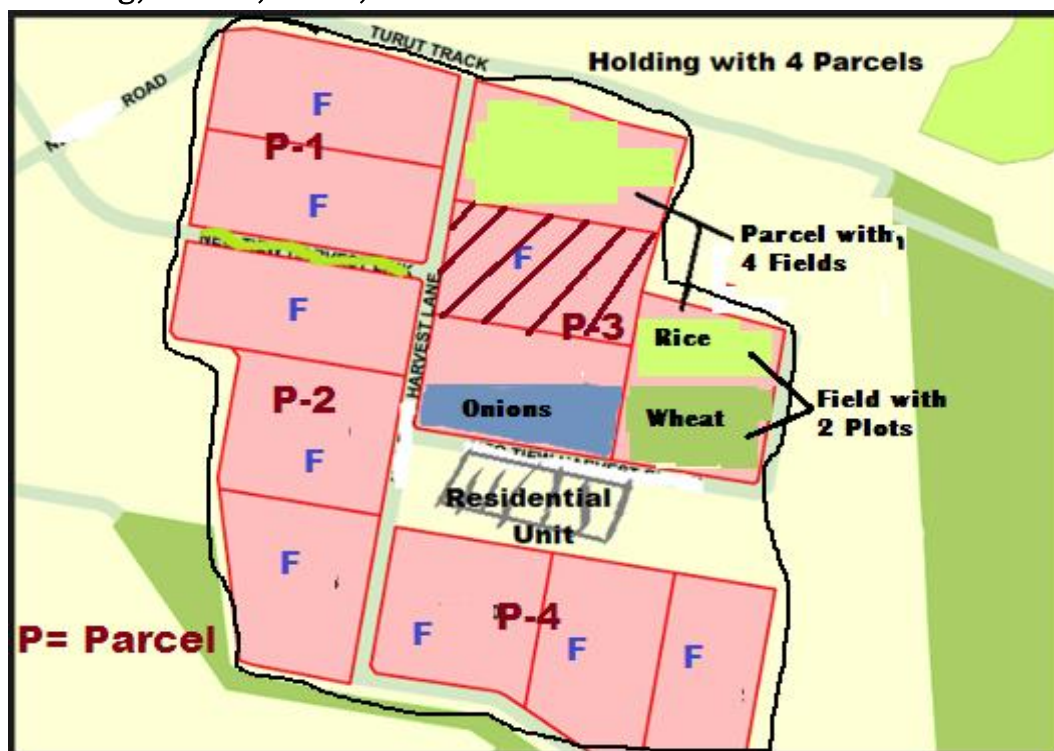 TURUT TRACK
Holding with 4 Parcels
ROAD
F
P-1
F
F
Parcel with
4 Fields
HARVEST LANE
P-3
Rice
F
P-2
Onions
Wheat
Field with
2 Plots
F
Residential
Unit
F
P-4
F
F
F
P= Parcel